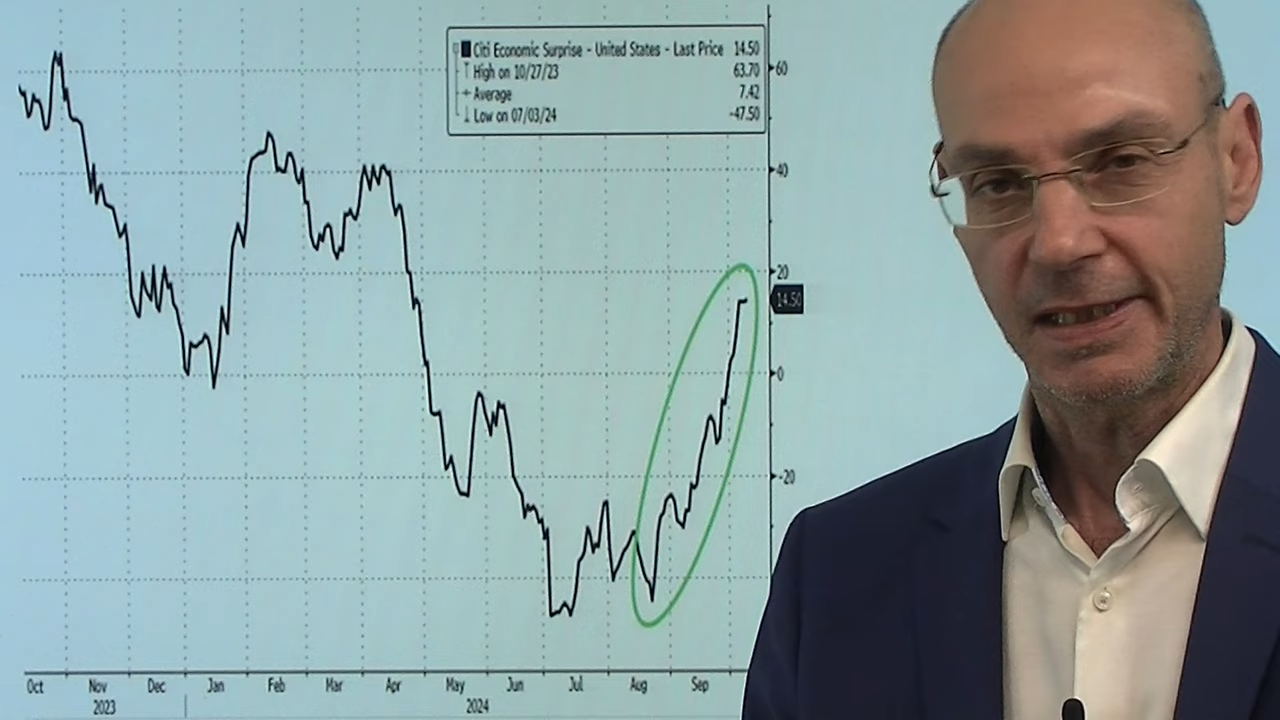 Citi Economic Surprise - United States - Last Price 14.50
High on 10/27/23 63.70
Average 7.42
Low on 07/03/24 -47.50
60
40
20
14.50
0
-20
Oct Nov Dec Jan Feb Mar Apr May Jun Jul Aug Sep
2023 2024